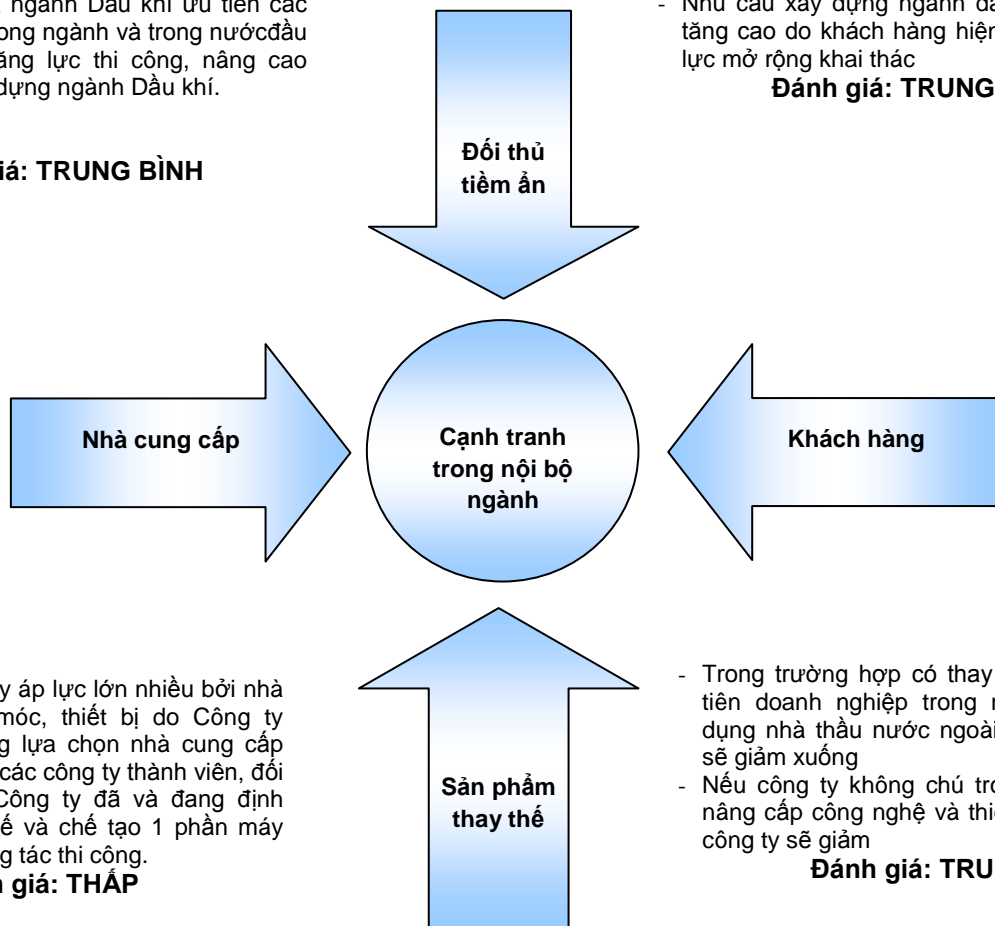 ngành Dầu khí ưu tiên các
ong ngành và trong nướcđầu
ăng lực thi công, nâng cao
dựng ngành Dầu khí.
iá: TRUNG BÌNH
- Nhu cầu xây dựng ngành
tăng cao do khách hàng hiện
lực mở rộng khai thác
Đánh giá: TRUNG
Đối thủ
tiềm ẩn
Nhà cung cấp
Cạnh tranh
trong nội bộ
ngành
Khách hàng
y áp lực lớn nhiều bởi nhà
móc, thiết bị do Công ty
g lựa chọn nhà cung cấp
các công ty thành viên, đối
Công ty đã và đang định
ế và chế tạo 1 phần máy
g tác thi công.
giá: THẤP
Sản phẩm
thay thế
- Trong trường hợp có thay
tiên doanh nghiệp trong
dụng nhà thầu nước ngoài
sẽ giảm xuống
- Nếu công ty không chú trọ
nâng cấp công nghệ và thi
công ty sẽ giảm
Đánh giá: TRU